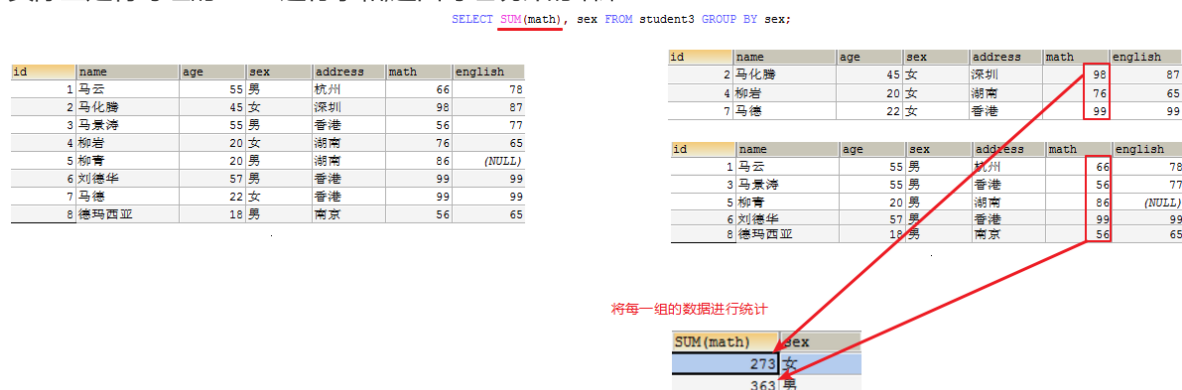 SELECT SUM(math), sex FROM student3 GROUP BY sex;
id name age sex address math english
1 马云 55 男 杭州 66 78
2 马化腾 45 女 深圳 98 87
3 马景涛 55 男 香港 56 77
4 柳岩 20 女 湖南 76 65
5 柳青 20 男 湖南 86 (NULL)
6 刘德华 57 男 香港 99 99
7 马德 22 女 香港 99 99
8 德玛西亚 18 男 南京 56 65
id name age sex address math english
2 马化腾 45 女 深圳 98 87
4 柳岩 20 女 湖南 76 65
7 马德 22 女 香港 99 99
id name age sex address math english
1 马云 55 男 杭州 66 78
3 马景涛 55 男 香港 56 77
5 柳青 20 男 湖南 86 (NULL)
6 刘德华 57 男 香港 99 99
8 德玛西亚 18 男 南京 56 65
将每一组的数据进行统计
SUM(math) sex
273 女
363 男